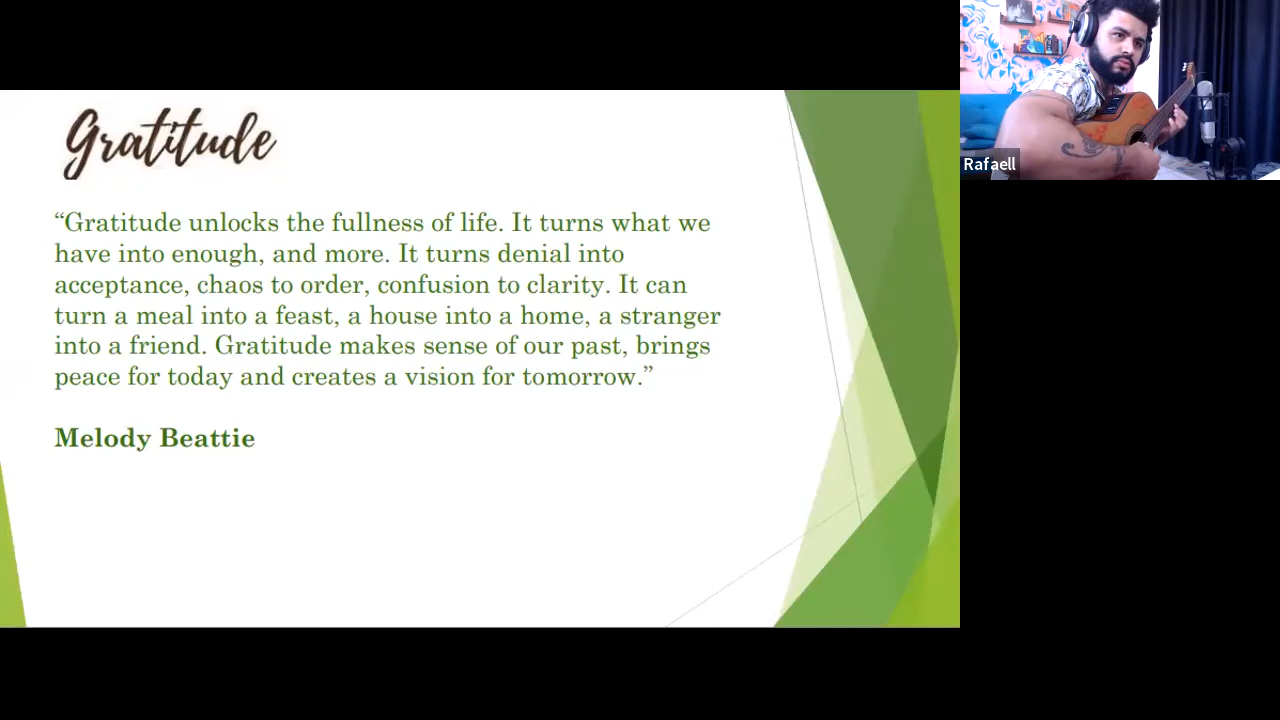 Gratitude
“Gratitude unlocks the fullness of life. It turns what we
have into enough, and more. It turns denial into
acceptance, chaos to order, confusion to clarity. It can
turn a meal into a feast, a house into a home, a stranger
into a friend. Gratitude makes sense of our past, brings
peace for today and creates a vision for tomorrow.”
Melody Beattie
Rafaell